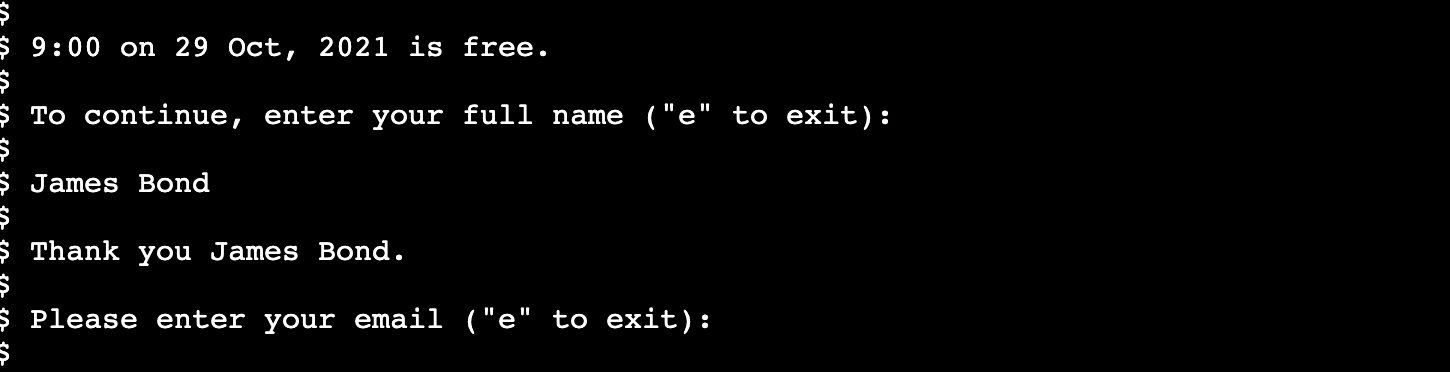 $
$ 9:00 on 29 Oct, 2021 is free.
$
$ To continue, enter your full name ("e" to exit):
$
$ James Bond
$
$ Thank you James Bond.
$
$ Please enter your email ("e" to exit):
$